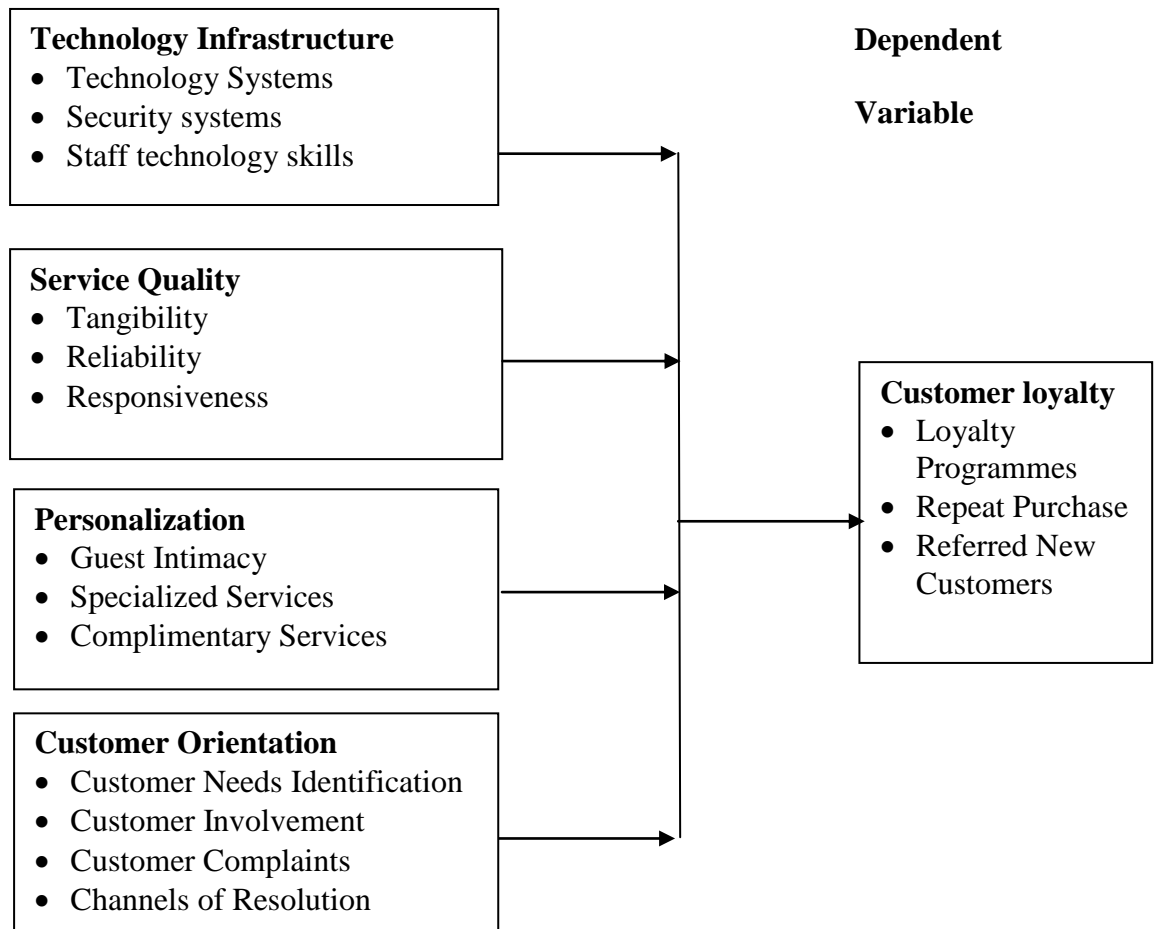 Technology Infrastructure
• Technology Systems
• Security systems
• Staff technology skills
Dependent
Variable
Service Quality
• Tangibility
• Reliability
• Responsiveness
Customer loyalty
• Loyalty
Programmes
• Repeat Purchase
• Referred New
Customers
Personalization
• Guest Intimacy
• Specialized Services
• Complimentary Services
Customer Orientation
• Customer Needs Identification
• Customer Involvement
• Customer Complaints
• Channels of Resolution